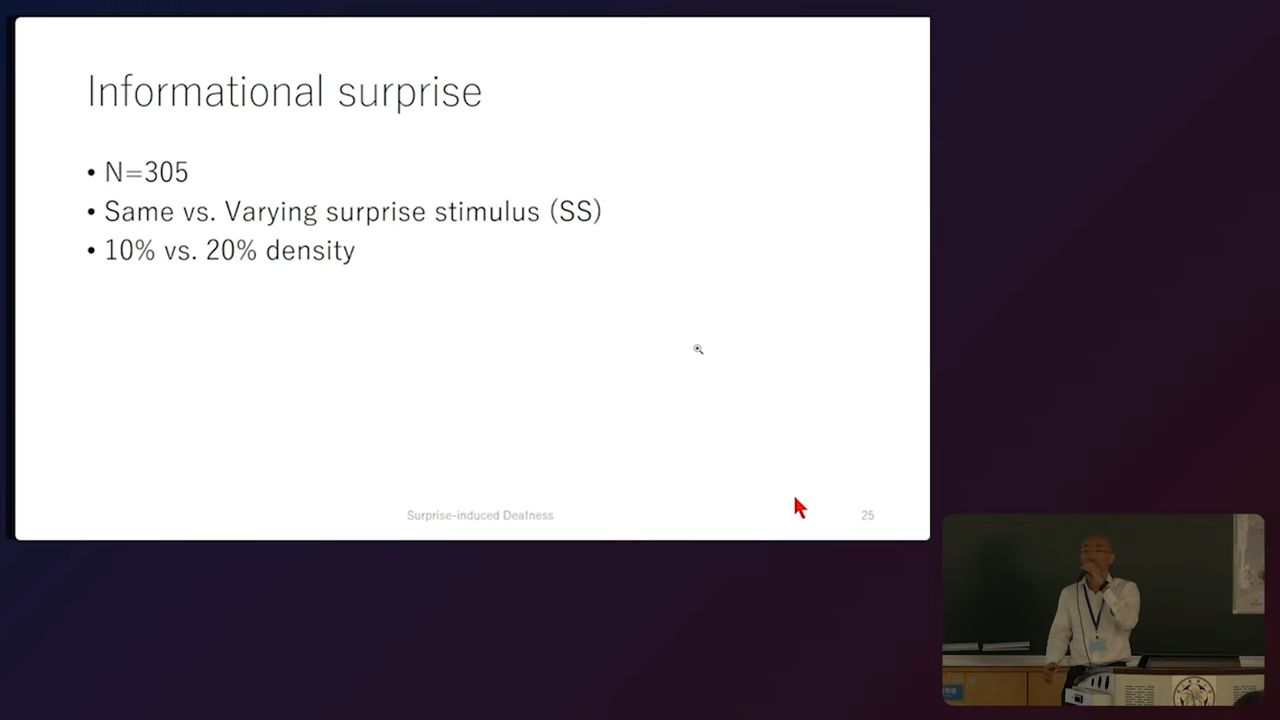 Informational surprise
• N=305
• Same vs. Varying surprise stimulus (SS)
• 10% vs. 20% density
Surprise-induced Deafness
25